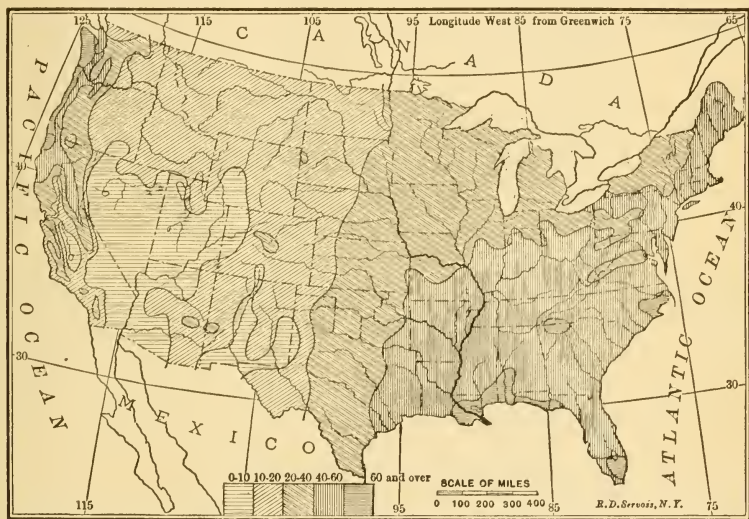 125 115 105 95 Longitude West 85 from Greenwich 75 65
CANADA
PACIFIC OCEAN
40
30
ATLANTIC OCEAN
30
MEXICO
0-10 10-20 20-40 40-60 60 and over
SCALE OF MILES
0 100 200 300 400
R.D. Servoss, N.Y.
115 95 85 75